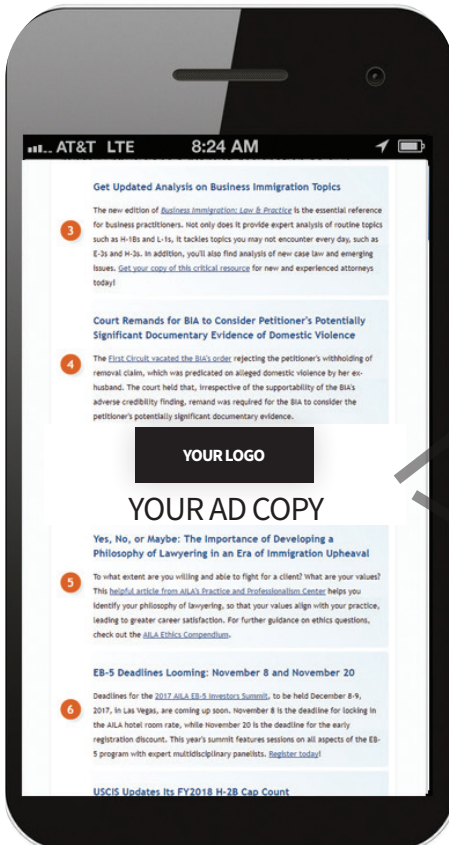 AT&T LTE 8:24 AM
Get Updated Analysis on Business Immigration Topics
The new edition of Business Immigration: Law & Practice is the essential reference
for business practitioners. Not only does it provide expert analysis of routine topics
3
such as H-1Bs and L-1s, it tackles topics you may not encounter every day, such as
E-3s and H-3s. In addition, you'll also find analysis of new case law and emerging
issues. Get your copy of this critical resource for new and experienced attorneys
today!
Court Remands for BIA to Consider Petitioner's Potentially
Significant Documentary Evidence of Domestic Violence
4
The First Circuit vacated the BIA's order rejecting the petitioner's withholding of
removal claim, which was predicated on alleged domestic violence by her ex-
husband. The court held that, irrespective of the supportability of the BIA's
adverse credibility finding, remand was required for the BIA to consider the
petitioner's potentially significant documentary evidence.
YOUR LOGO
YOUR AD COPY
Yes, No, or Maybe: The Importance of Developing a
Philosophy of Lawyering in an Era of Immigration Upheaval
5
To what extent are you willing and able to fight for a client? What are your values?
This helpful article from AILA's Practice and Professionalism Center helps you
identify your philosophy of lawyering, so that your values align with your practice,
leading to greater career satisfaction. For further guidance on ethics questions,
check out the AILA Ethics Compendium.
EB-5 Deadlines Looming: November 8 and November 20
Deadlines for the 2017 AILA EB-5 Investors Summit, to be held December 8-9,
6
2017, in Las Vegas, are coming up soon. November 8 is the deadline for locking in
the AILA hotel room rate, while November 20 is the deadline for the early
registration discount. This year's summit features sessions on all aspects of the EB-
5 program with expert multidisciplinary panelists. Register today!
USCIS Updates Its FY2018 H-2B Cap Count